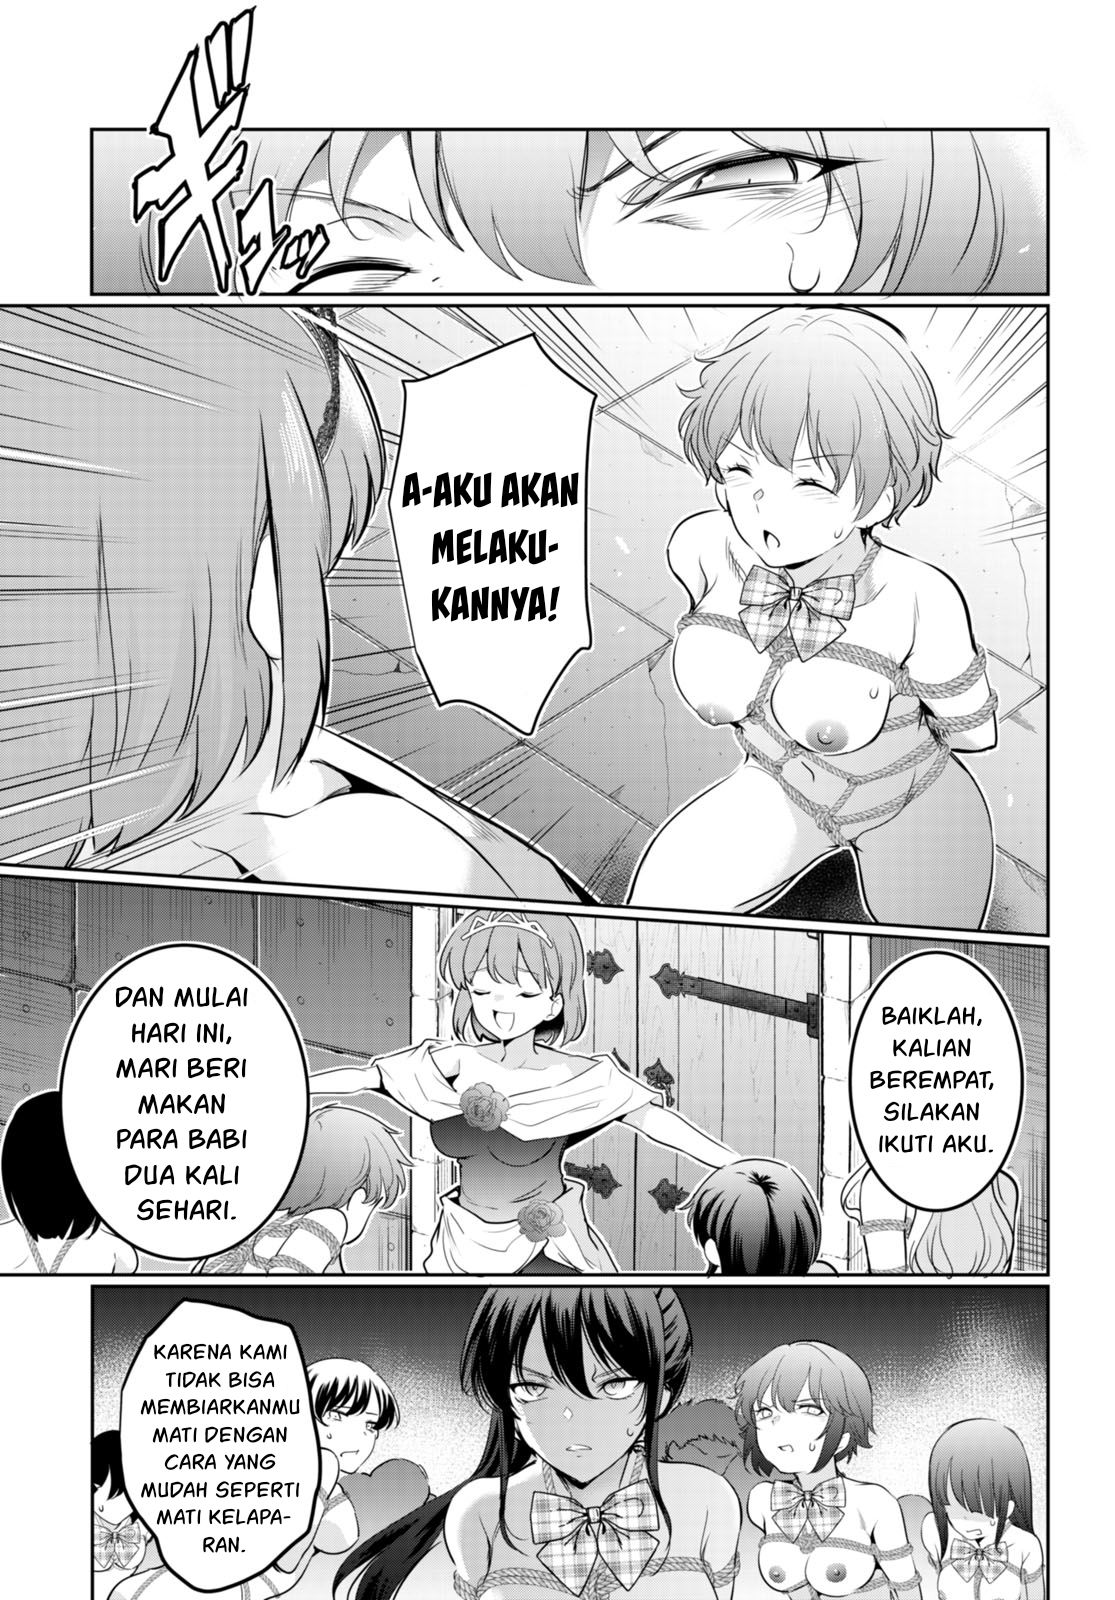 ギュッ
A-AKU AKAN
MELAKU-
KANNYA!
BAIKLAH,
KALIAN
BEREMPAT,
SILAKAN
IKUTI AKU.
DAN MULAI
HARI INI,
MARI BERI
MAKAN
PARA BABI
DUA KALI
SEHARI.
KARENA KAMI
TIDAK BISA
MEMBIARKANMU
MATI DENGAN
CARA YANG
MUDAH SEPERTI
MATI KELAPA-
RAN.